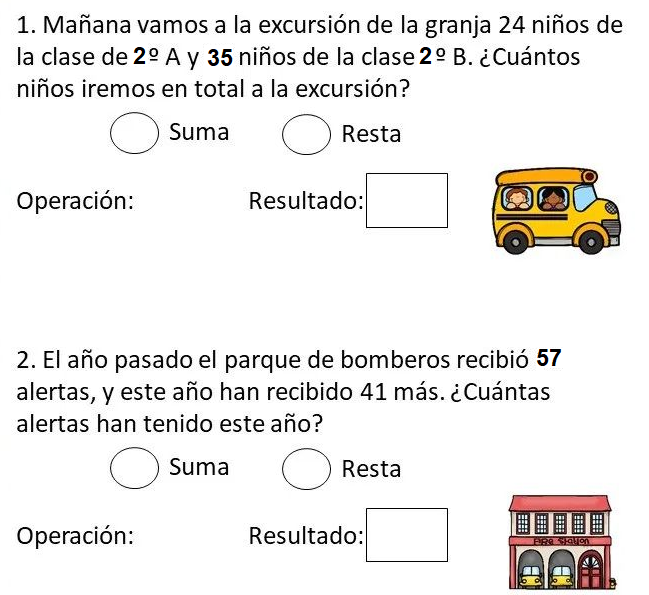 1. Mañana vamos a la excursión de la granja 24 niños de
la clase de 2º A y 35 niños de la clase 2º B. ¿Cuántos
niños iremos en total a la excursión?
Suma Resta
Operación: Resultado:
2. El año pasado el parque de bomberos recibió 57
alertas, y este año han recibido 41 más. ¿Cuántas
alertas han tenido este año?
Suma Resta
Operación: Resultado:
FiRe StatioN